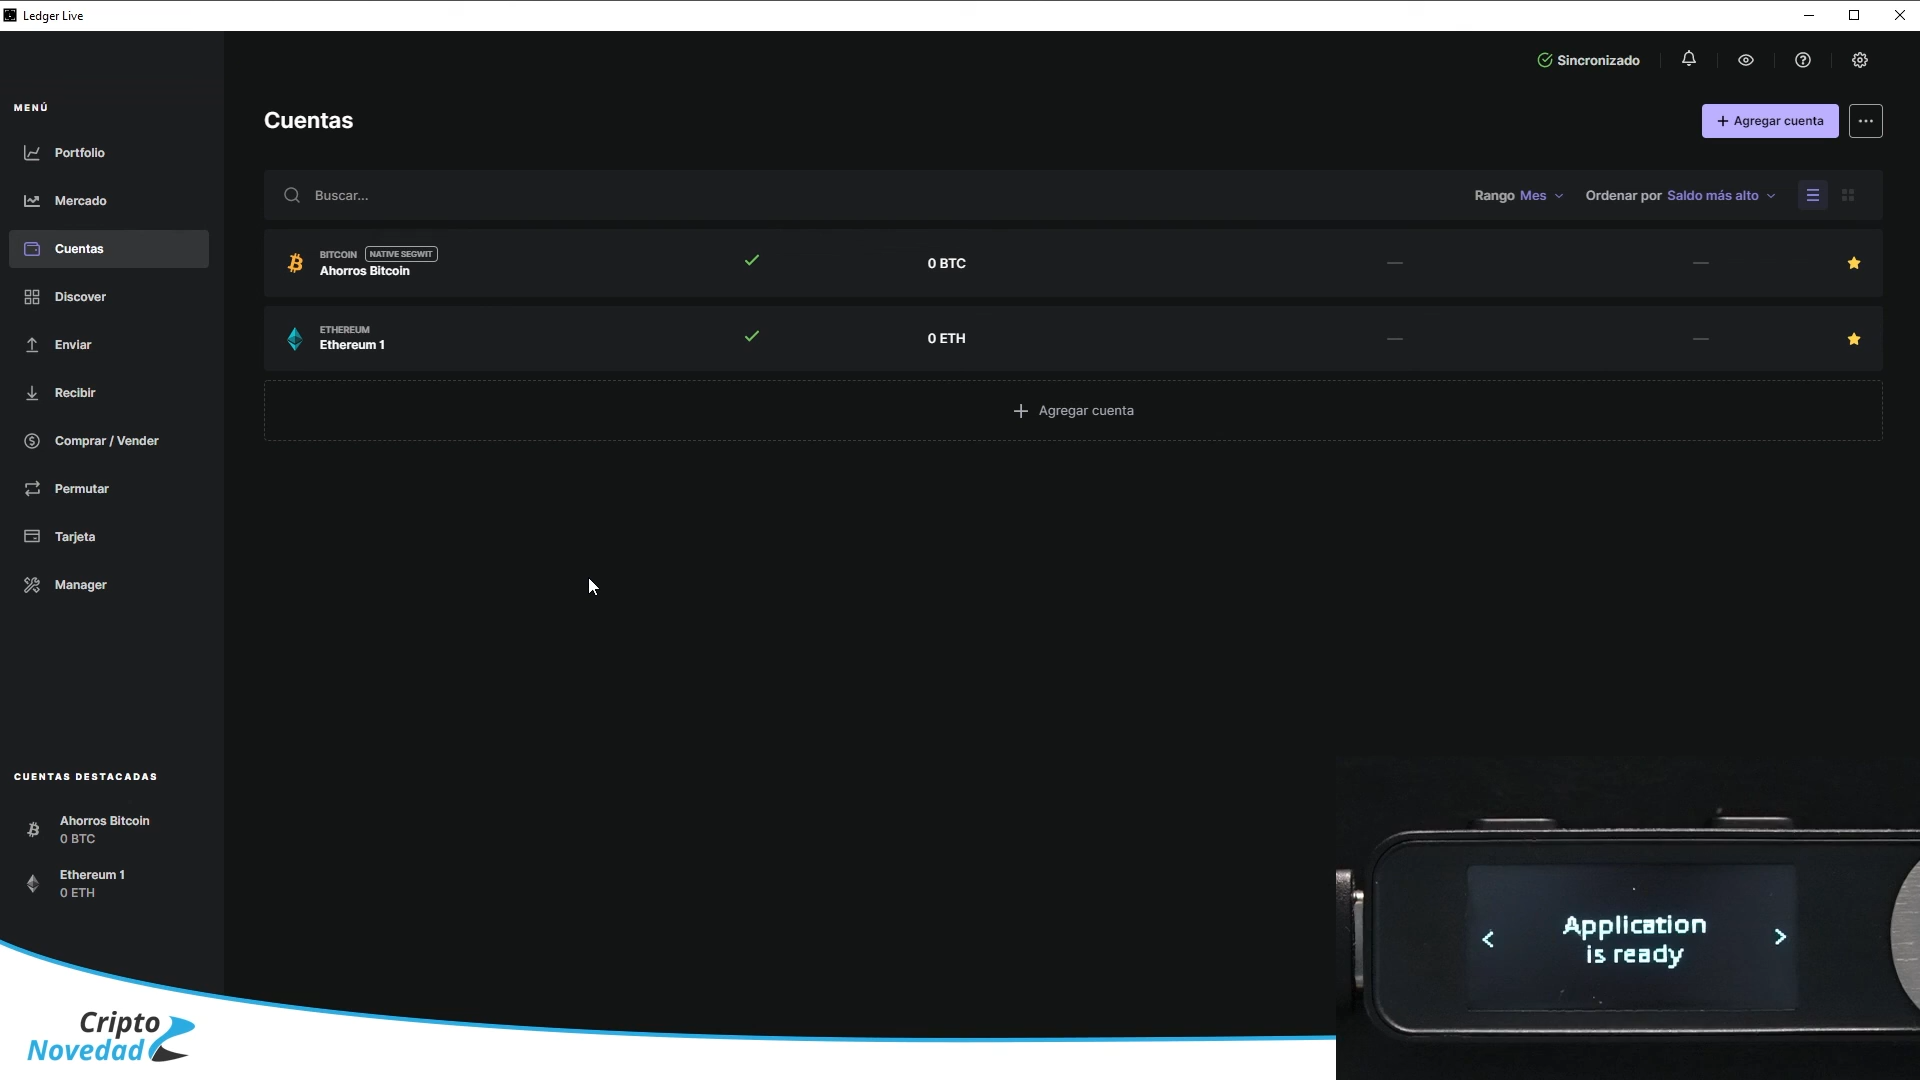 Ledger Live
Sincronizado
MENÚ
Portfolio
Mercado
Cuentas
Discover
Enviar
Recibir
Comprar / Vender
Permutar
Tarjeta
Manager
CUENTAS DESTACADAS
Ahorros Bitcoin
0 BTC
Ethereum 1
0 ETH
Cuentas
+ Agregar cuenta
Buscar...
Rango Mes
Ordenar por Saldo más alto
BITCOIN NATIVE SEGWIT
Ahorros Bitcoin
0 BTC
—
—
ETHEREUM
Ethereum 1
0 ETH
—
—
+ Agregar cuenta
Cripto
Novedad
< Application >
is ready